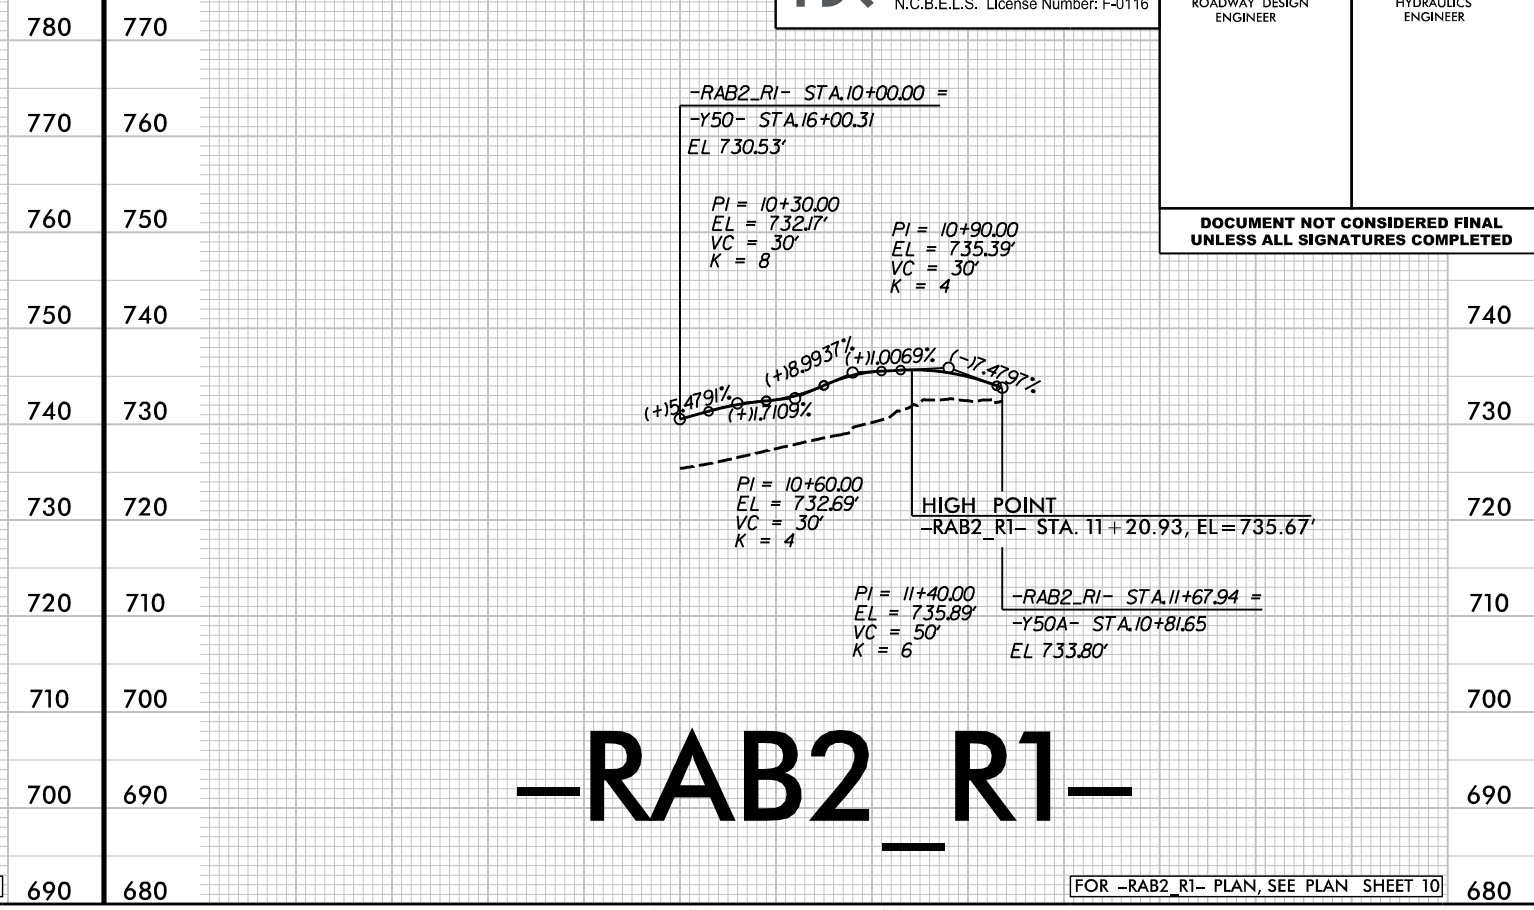 N.C.B.E.L.S. License Number: F-0116
ROADWAY DESIGN
ENGINEER
HYDRAULICS
ENGINEER
DOCUMENT NOT CONSIDERED FINAL
UNLESS ALL SIGNATURES COMPLETED
780 770
770 760
760 750
750 740 740
740 730 730
730 720 720
720 710 710
710 700 700
700 690 690
690 680 680
-RAB2_R1- STA.10+00.00 =
-Y50- STA.16+00.31
EL 730.53'
PI = 10+30.00
EL = 732.17'
VC = 30'
K = 8
PI = 10+90.00
EL = 735.39'
VC = 30'
K = 4
(+)5.4791%
(+)1.7109%
(+)8.9937%
(+)1.0069%
(-)7.4797%
PI = 10+60.00
EL = 732.69'
VC = 30'
K = 4
HIGH POINT
-RAB2_R1- STA. 11+20.93, EL=735.67'
PI = 11+40.00
EL = 735.89'
VC = 50'
K = 6
-RAB2_R1- STA.11+67.94 =
-Y50A- STA.10+81.65
EL 733.80'
-RAB2_R1-
FOR -RAB2_R1- PLAN, SEE PLAN SHEET 10